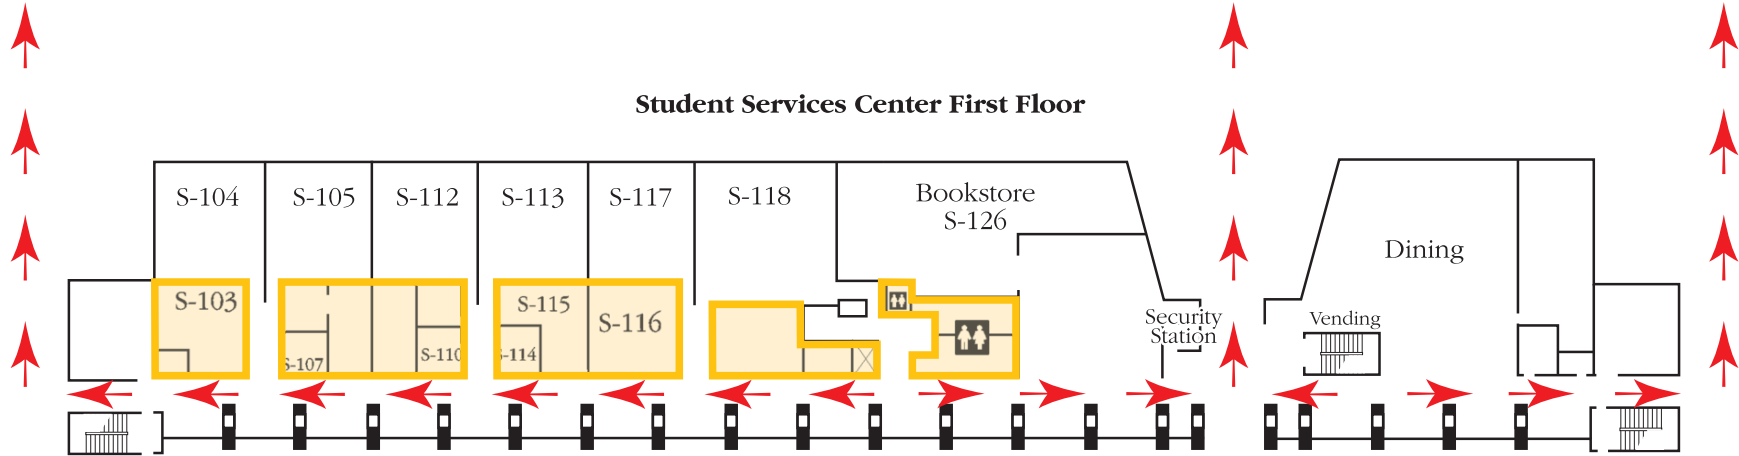 Student Services Center First Floor
S-104
S-105
S-112
S-113
S-117
S-118
Bookstore
S-126
Dining
S-103
S-115
S-116
Security
Station
Vending
S-107
S-110
S-114